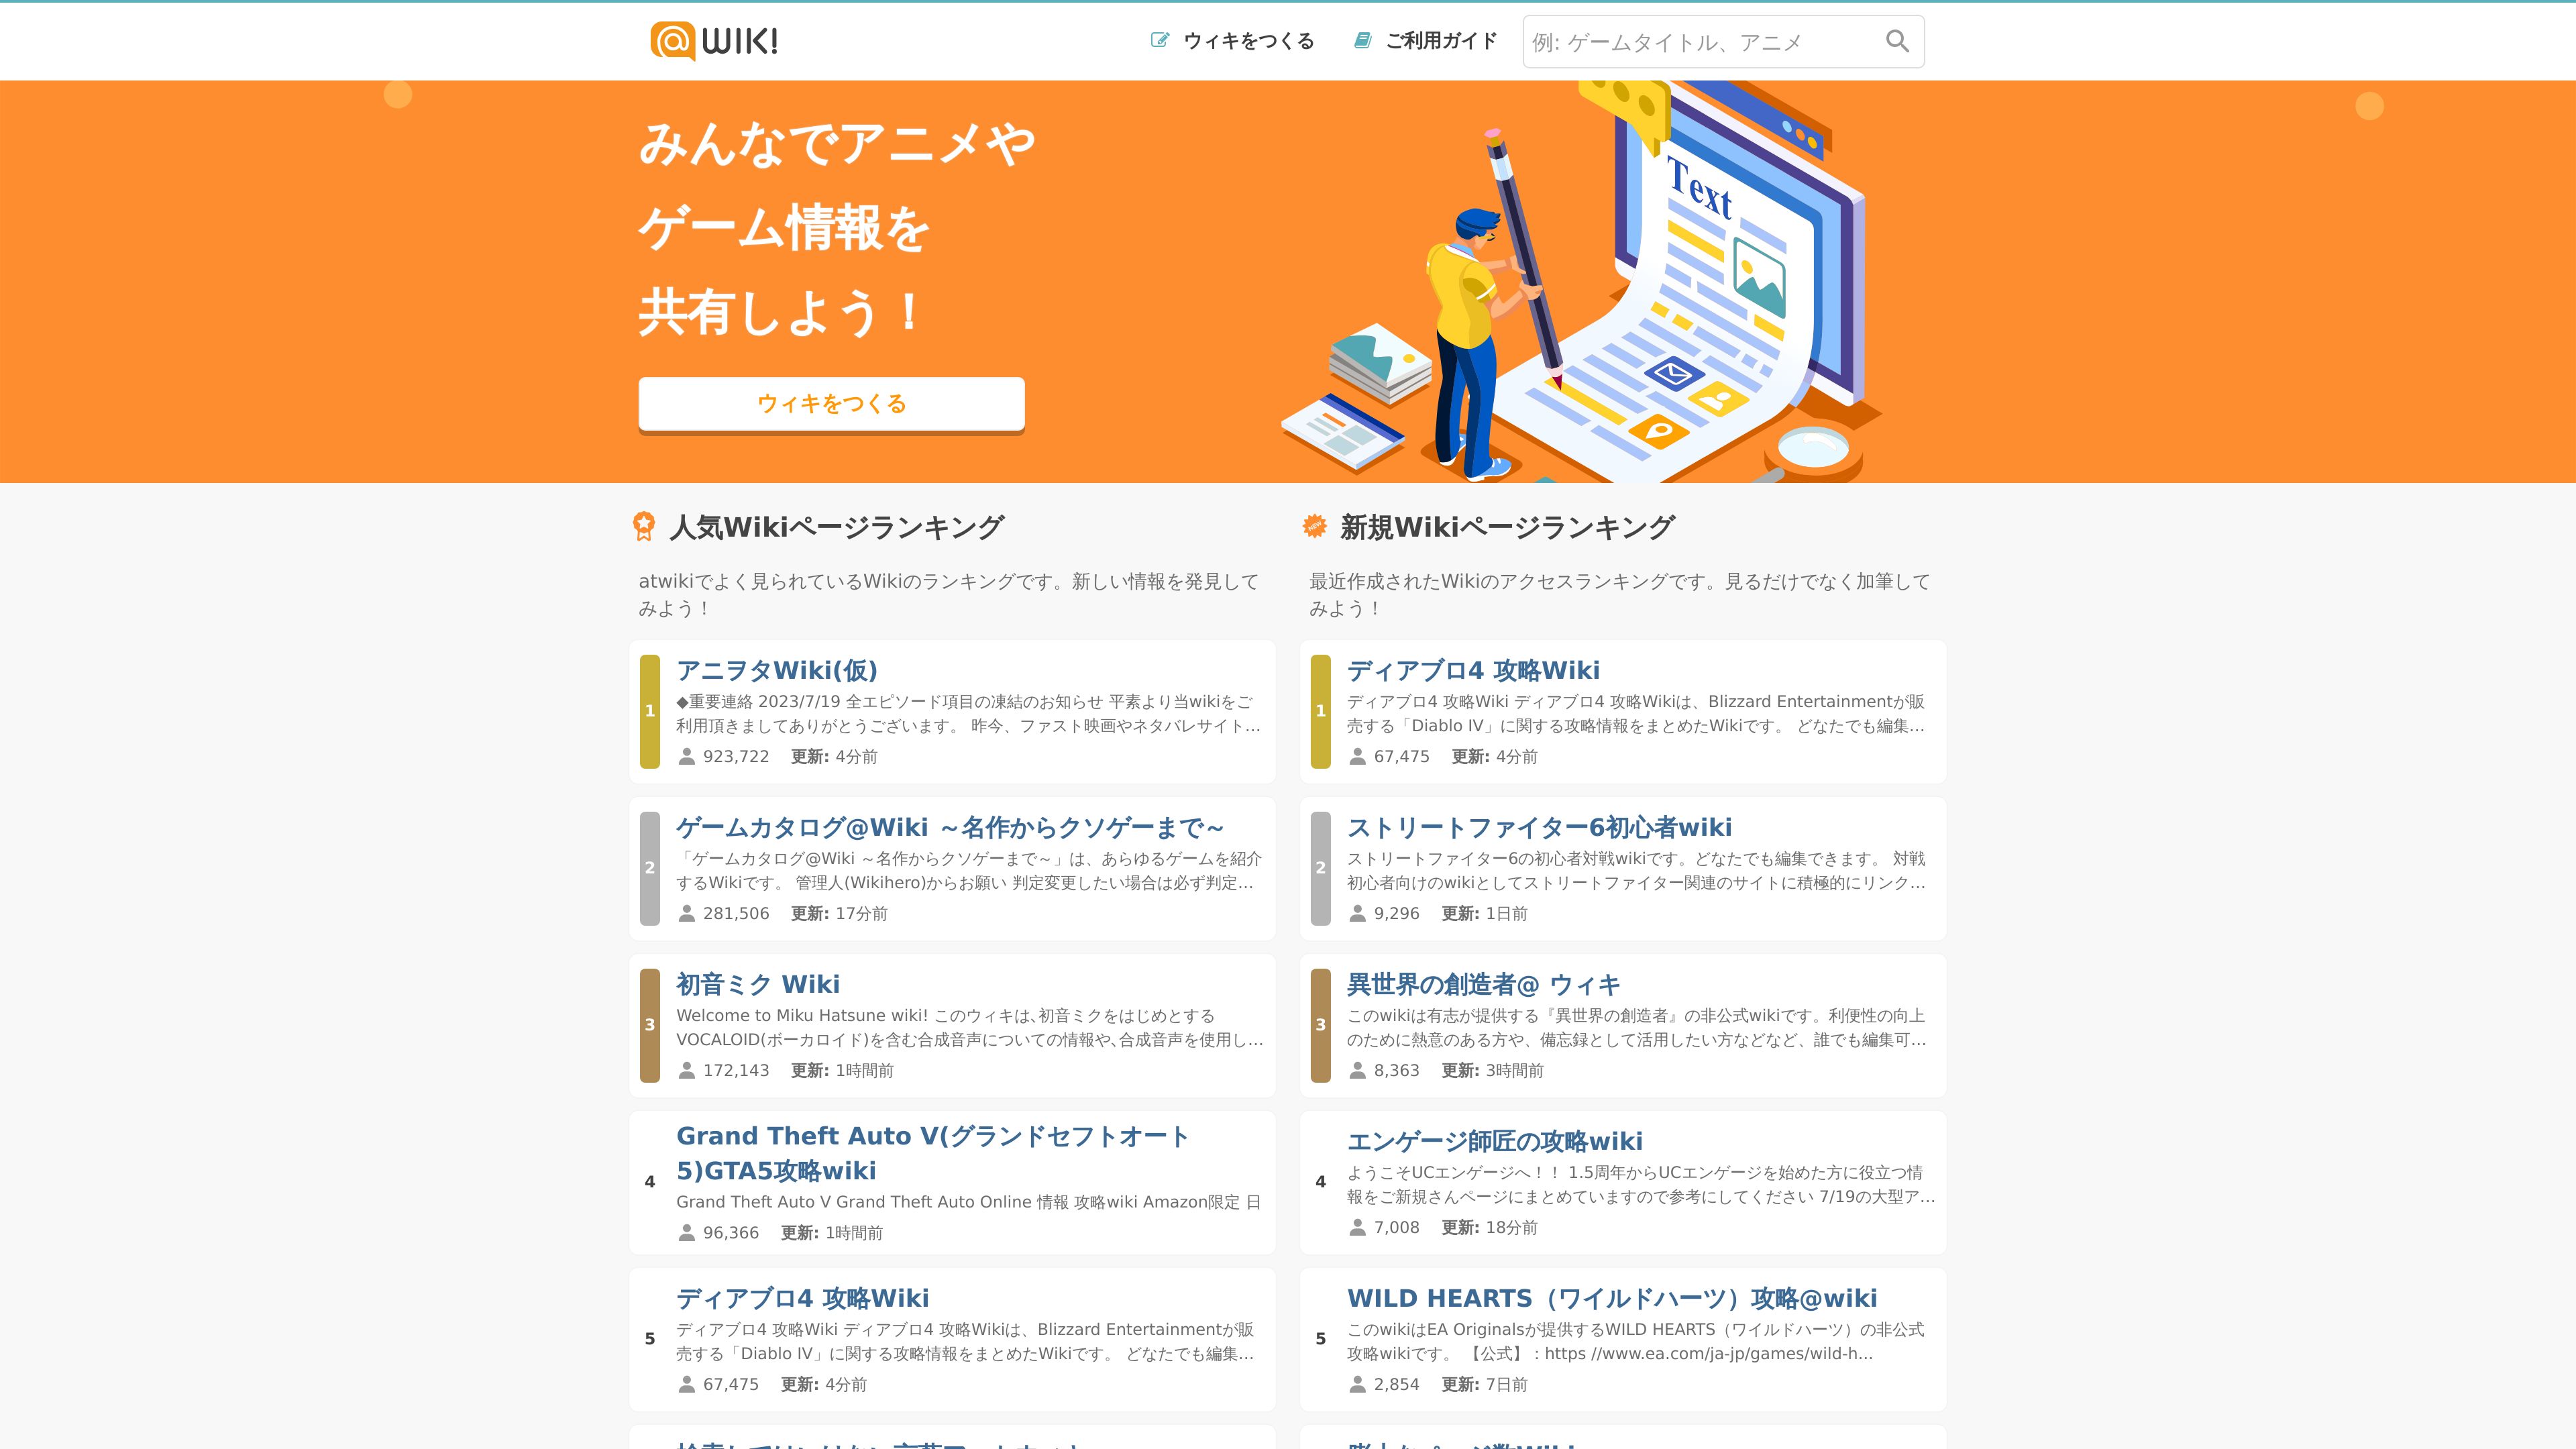 @WIKI
ウィキをつくる
ご利用ガイド
例: ゲームタイトル、アニメ
みんなでアニメや
ゲーム情報を
共有しよう！
ウィキをつくる
Text
人気Wikiページランキング
atwikiでよく見られているWikiのランキングです。新しい情報を発見して
みよう！
1
アニヲタWiki(仮)
◆重要連絡 2023/7/19 全エピソード項目の凍結のお知らせ 平素より当wikiをご
利用頂きましてありがとうございます。 昨今、ファスト映画やネタバレサイト…
923,722 更新: 4分前
2
ゲームカタログ@Wiki ～名作からクソゲーまで～
「ゲームカタログ@Wiki ～名作からクソゲーまで～」は、あらゆるゲームを紹介
するWikiです。 管理人(Wikihero)からお願い 判定変更したい場合は必ず判定…
281,506 更新: 17分前
3
初音ミク Wiki
Welcome to Miku Hatsune wiki! このウィキは､初音ミクをはじめとする
VOCALOID(ボーカロイド)を含む合成音声についての情報や､合成音声を使用し…
172,143 更新: 1時間前
4
Grand Theft Auto V(グランドセフトオート
5)GTA5攻略wiki
Grand Theft Auto V Grand Theft Auto Online 情報 攻略wiki Amazon限定 日
96,366 更新: 1時間前
5
ディアブロ4 攻略Wiki
ディアブロ4 攻略Wiki ディアブロ4 攻略Wikiは、Blizzard Entertainmentが販
売する「Diablo IV」に関する攻略情報をまとめたWikiです。 どなたでも編集…
67,475 更新: 4分前
NEW
新規Wikiページランキング
最近作成されたWikiのアクセスランキングです。見るだけでなく加筆して
みよう！
1
ディアブロ4 攻略Wiki
ディアブロ4 攻略Wiki ディアブロ4 攻略Wikiは、Blizzard Entertainmentが販
売する「Diablo IV」に関する攻略情報をまとめたWikiです。 どなたでも編集…
67,475 更新: 4分前
2
ストリートファイター6初心者wiki
ストリートファイター6の初心者対戦wikiです。どなたでも編集できます。 対戦
初心者向けのwikiとしてストリートファイター関連のサイトに積極的にリンク…
9,296 更新: 1日前
3
異世界の創造者@ ウィキ
このwikiは有志が提供する『異世界の創造者』の非公式wikiです。利便性の向上
のために熱意のある方や、備忘録として活用したい方などなど、誰でも編集可…
8,363 更新: 3時間前
4
エンゲージ師匠の攻略wiki
ようこそUCエンゲージへ！！ 1.5周年からUCエンゲージを始めた方に役立つ情
報をご新規さんページにまとめていますので参考にしてください 7/19の大型ア…
7,008 更新: 18分前
5
WILD HEARTS（ワイルドハーツ）攻略@wiki
このwikiはEA Originalsが提供するWILD HEARTS（ワイルドハーツ）の非公式
攻略wikiです。 【公式】：https //www.ea.com/ja-jp/games/wild-h…
2,854 更新: 7日前